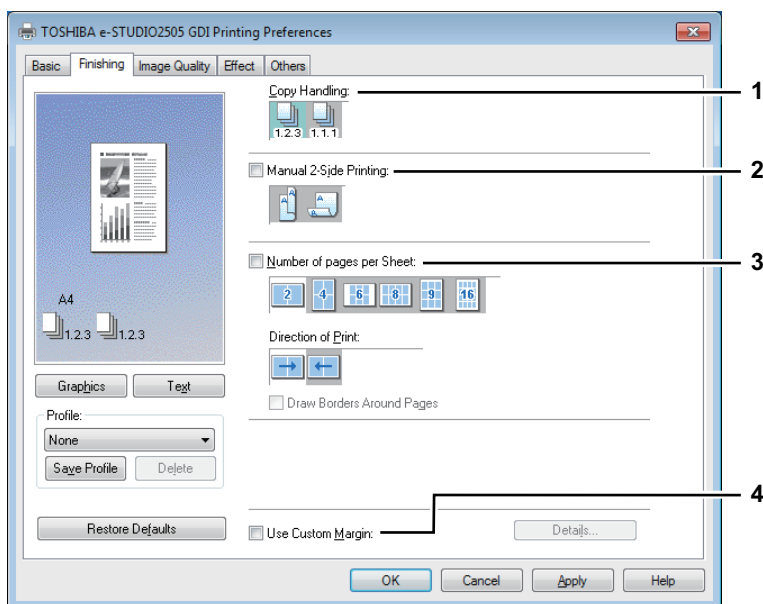 TOSHIBA e-STUDIO2505 GDI Printing Preferences
Basic Finishing Image Quality Effect Others
Copy Handling: 1
1.2.3 1.1.1
Manual 2-Side Printing: 2
A A
A A
Number of pages per Sheet: 3
2 4 6 8 9 16
A4
1.2.3 1.2.3
Direction of Print:
Graphics Text
Draw Borders Around Pages
Profile:
None
Save Profile Delete
4
Restore Defaults
Use Custom Margin: Details...
OK Cancel Apply Help